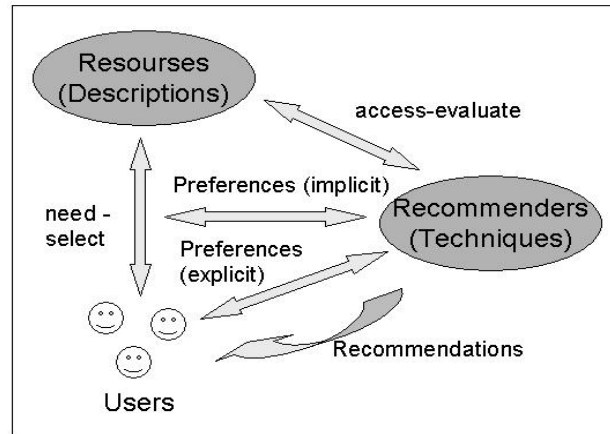 Resourses
(Descriptions)
access-evaluate
Preferences (implicit)
need -
select
Recommenders
(Techniques)
Preferences
(explicit)
Recommendations
Users